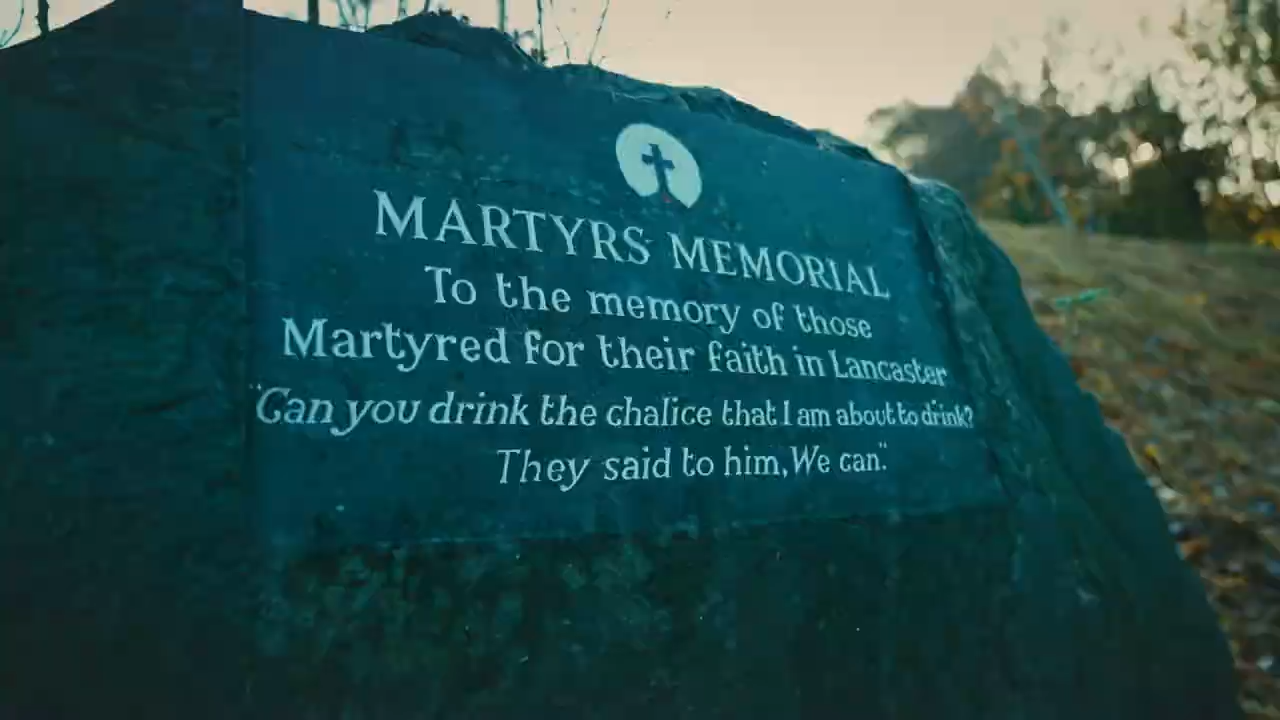 MARTYRS MEMORIAL
To the memory of those
Martyred for their faith in Lancaster
"Can you drink the chalice that I am about to drink?
They said to him, We can."